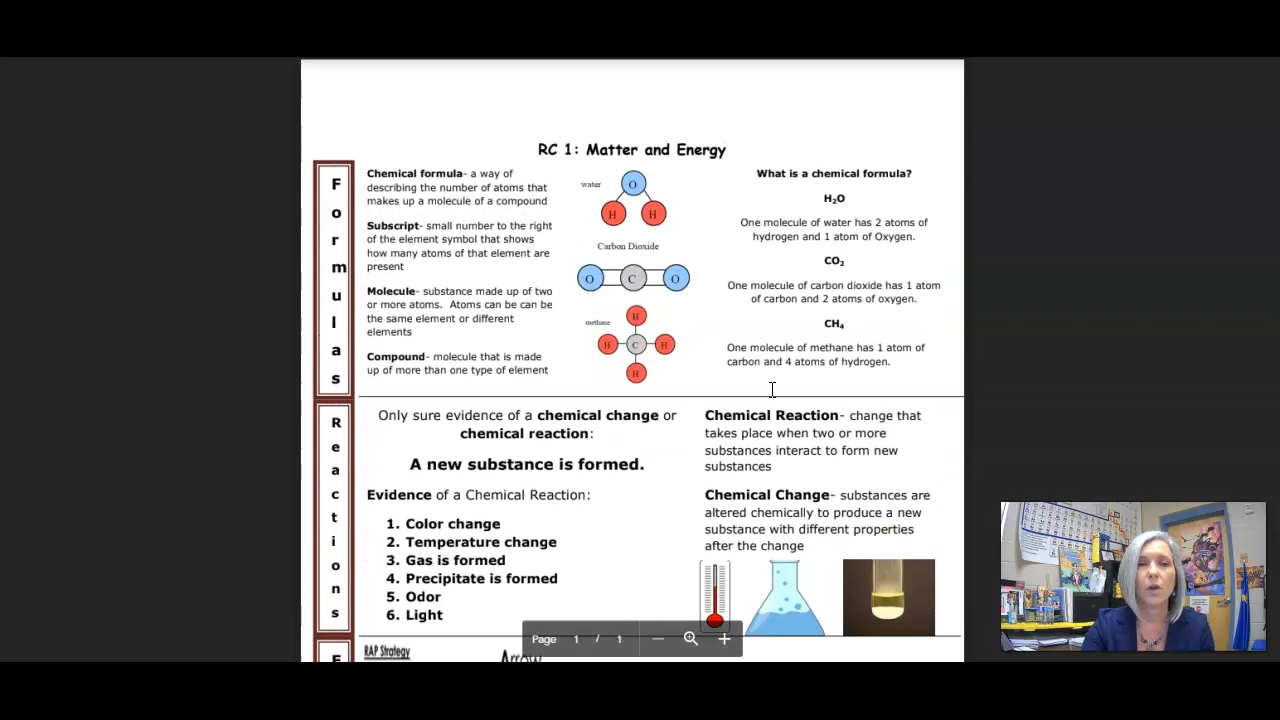 RC 1: Matter and Energy
Formulas
Chemical formula- a way of
describing the number of atoms that
makes up a molecule of a compound
Subscript- small number to the right
of the element symbol that shows
how many atoms of that element are
present
Molecule- substance made up of two
or more atoms.  Atoms can be can be
the same element or different
elements
Compound- molecule that is made
up of more than one type of element
water
O
H H
Carbon Dioxide
O C O
methane
H
H C H
H
What is a chemical formula?
H₂O
One molecule of water has 2 atoms of
hydrogen and 1 atom of Oxygen.
CO₂
One molecule of carbon dioxide has 1 atom
of carbon and 2 atoms of oxygen.
CH₄
One molecule of methane has 1 atom of
carbon and 4 atoms of hydrogen.
Reactions
Only sure evidence of a chemical change or
chemical reaction:
A new substance is formed.
Evidence of a Chemical Reaction:
1. Color change
2. Temperature change
3. Gas is formed
4. Precipitate is formed
5. Odor
6. Light
Chemical Reaction- change that
takes place when two or more
substances interact to form new
substances
Chemical Change- substances are
altered chemically to produce a new
substance with different properties
after the change
Page 1 / 1
RAP Strategy
Arrow